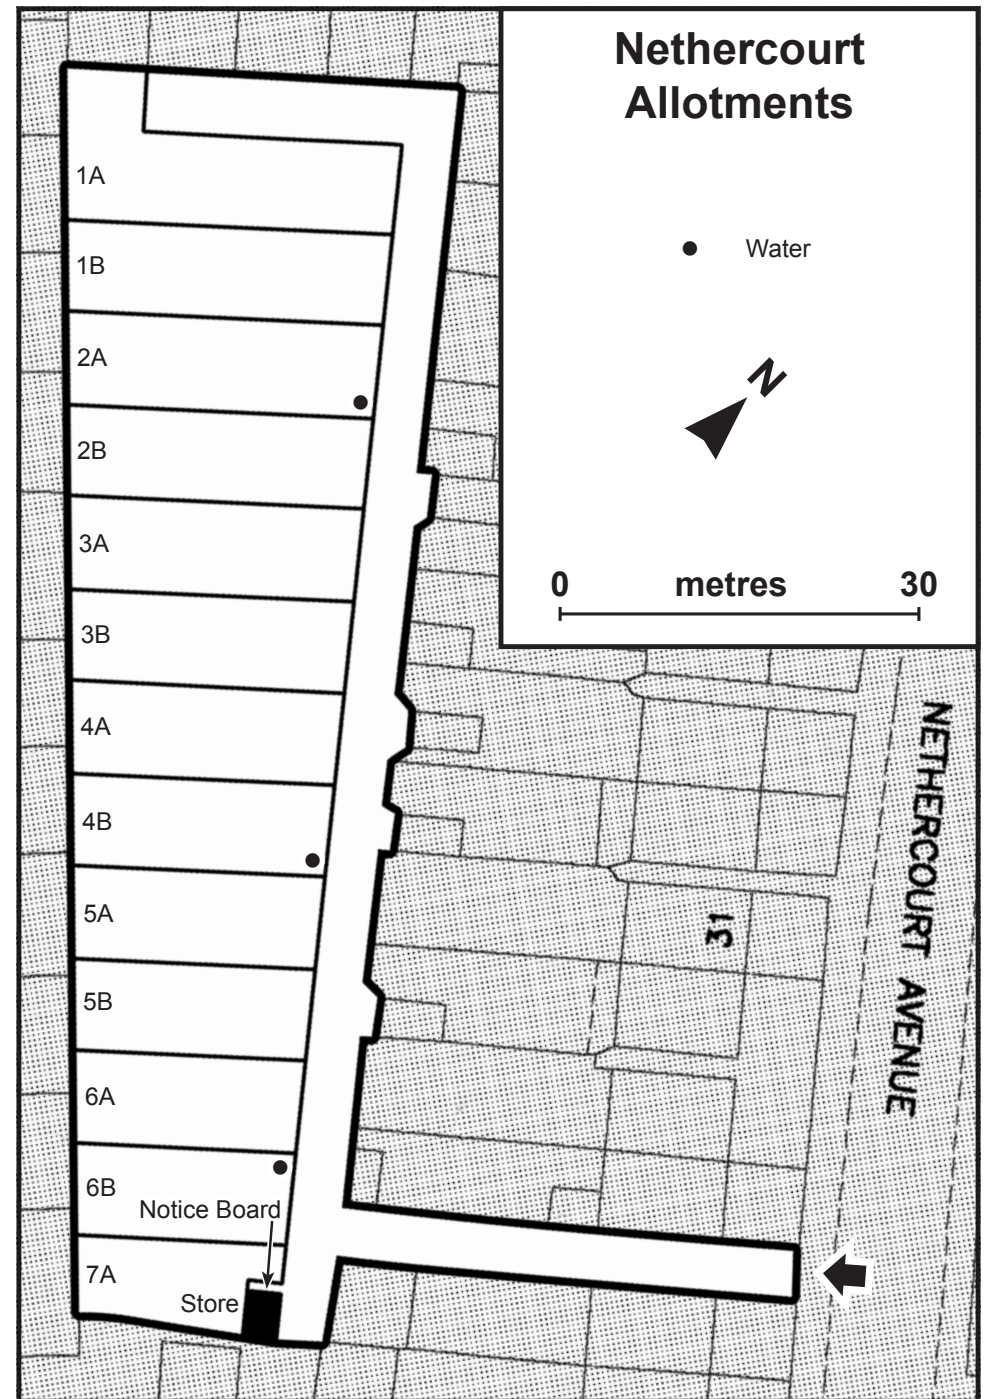 Nethercourt
Allotments
Water
N
0 metres 30
1A
1B
2A
2B
3A
3B
4A
4B
5A
5B
6A
6B
Notice Board
7A
Store
31
NETHERCOURT AVENUE